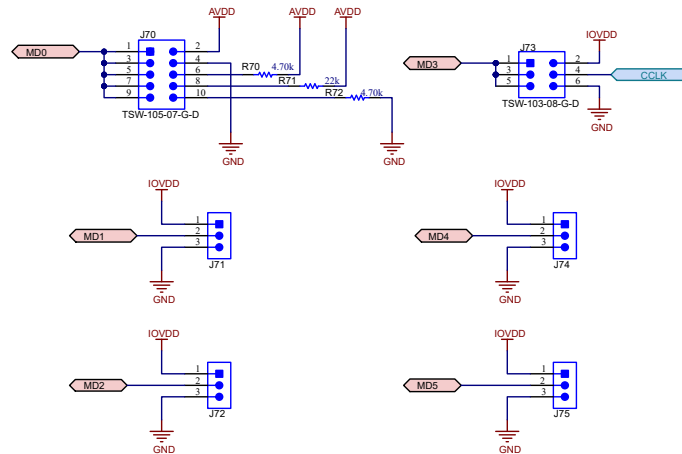 AVDD AVDD AVDD
J70
MD0
1 2
3 4
5 6
7 8
9 10
R70 4.70k
R71 22k
R72 4.70k
TSW-105-07-G-D
GND
GND
IOVDD
J73
MD3
1 2
3 4
5 6
CCLK
TSW-103-08-G-D
GND
IOVDD
MD1
1
2
3
J71
GND
IOVDD
MD4
1
2
3
J74
GND
IOVDD
MD2
1
2
3
J72
GND
IOVDD
MD5
1
2
3
J75
GND